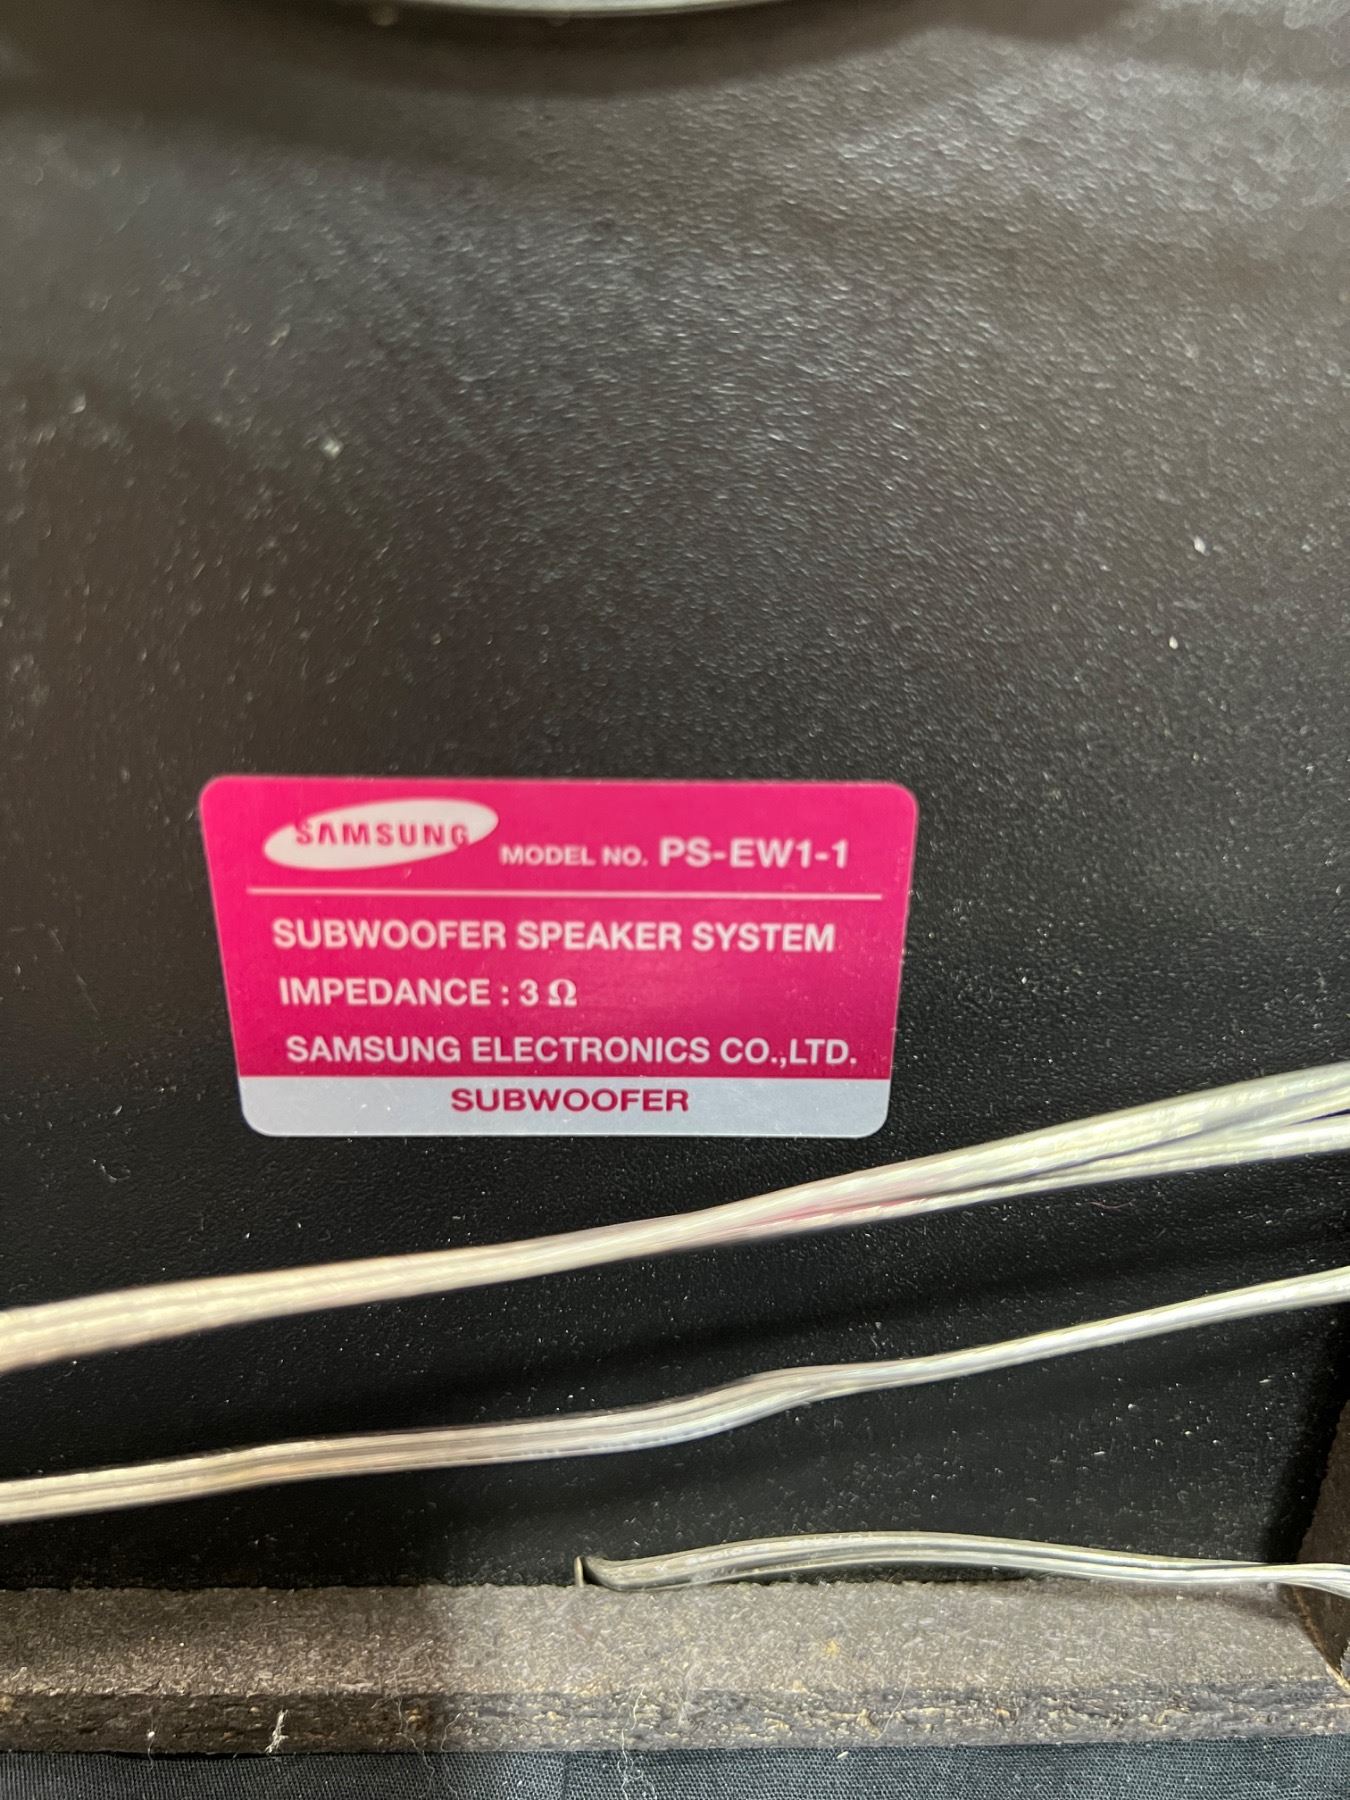 SAMSUNG MODEL NO. PS-EW1-1
SUBWOOFER SPEAKER SYSTEM
IMPEDANCE : 3 Ω
SAMSUNG ELECTRONICS CO.,LTD.
SUBWOOFER